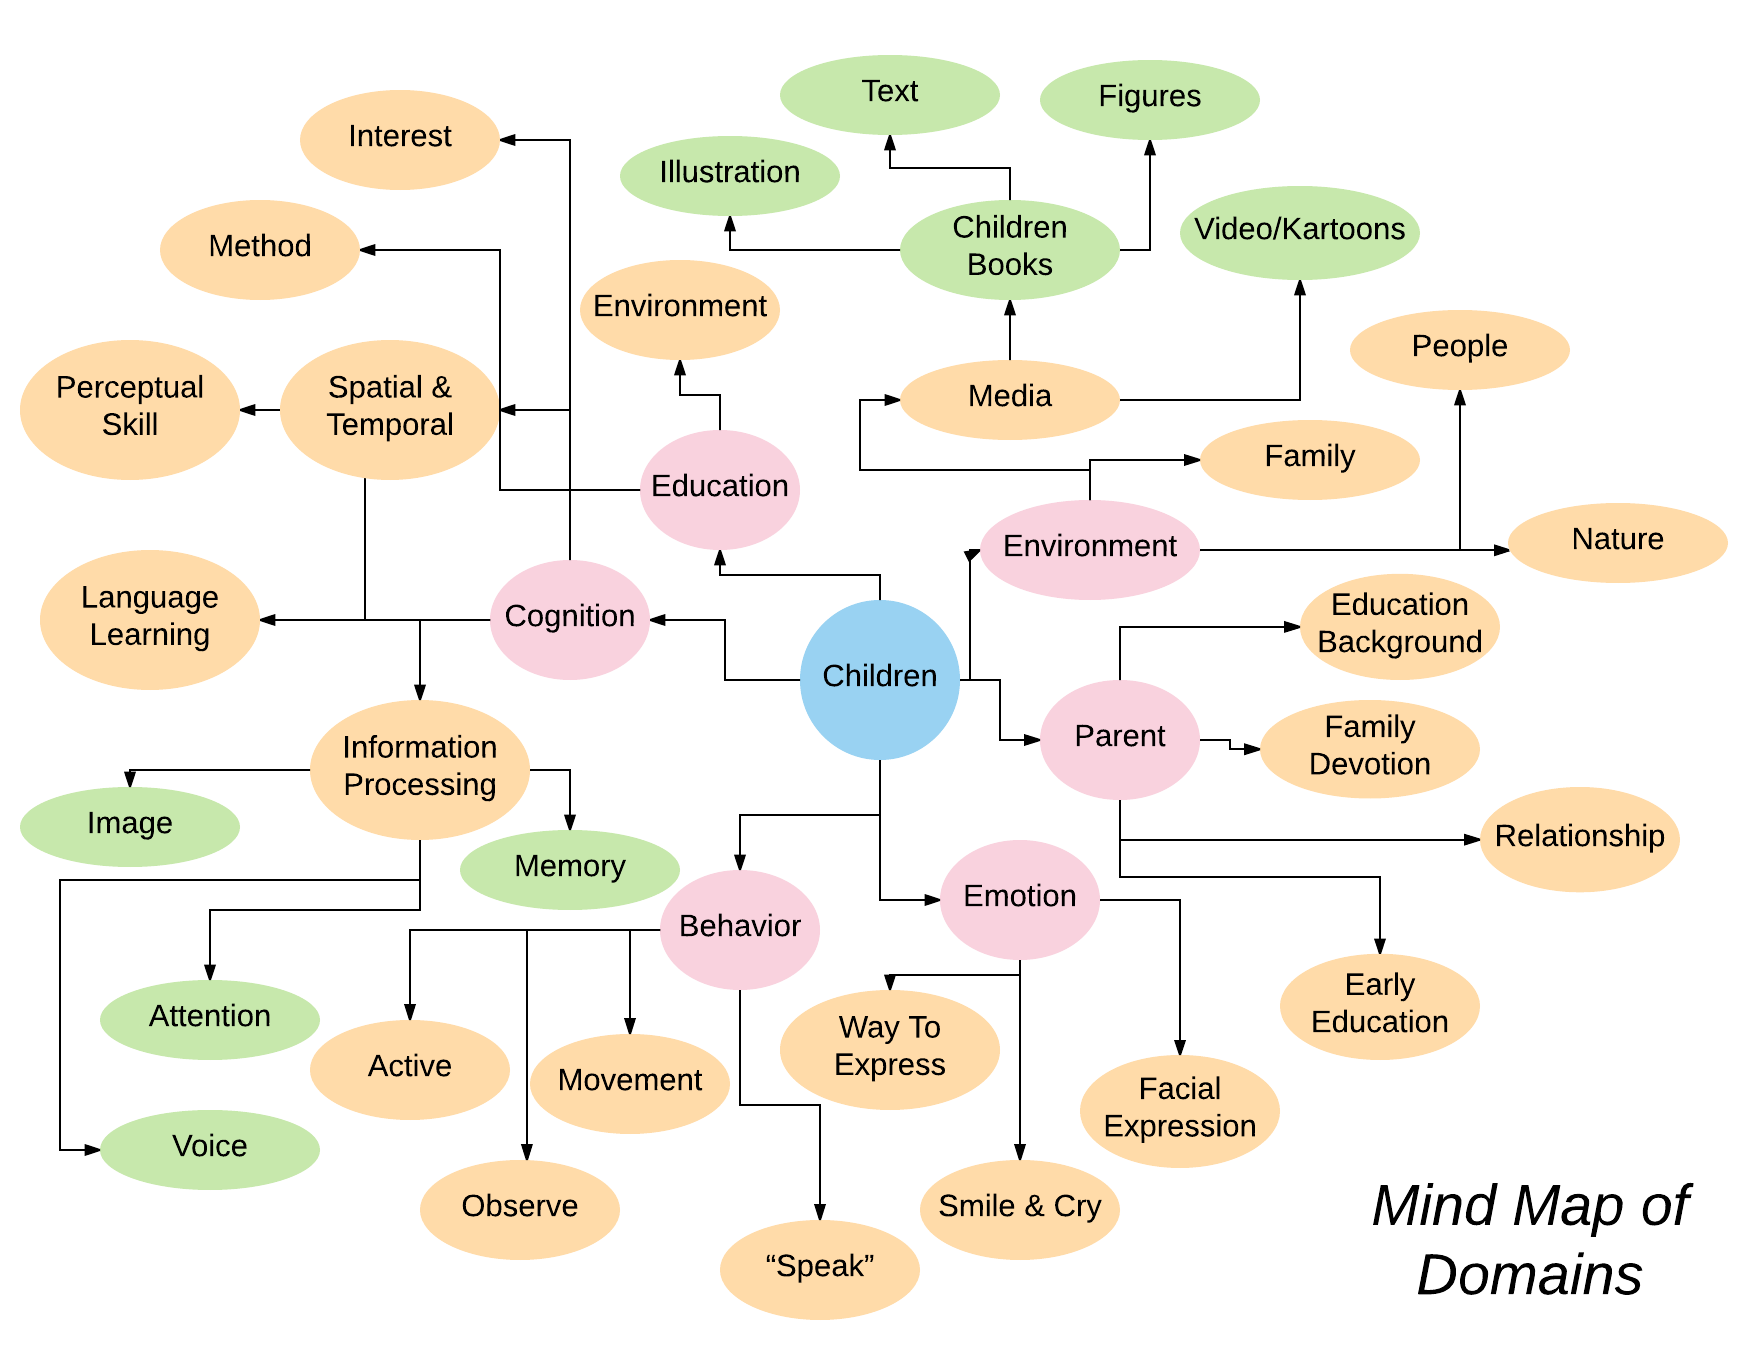 Text
Figures
Interest
Illustration
Children
Books
Video/Kartoons
Method
Environment
People
Perceptual
Skill
Spatial &
Temporal
Media
Family
Education
Environment
Nature
Language
Learning
Cognition
Education
Background
Children
Information
Processing
Parent
Family
Devotion
Image
Memory
Relationship
Behavior
Emotion
Attention
Active
Movement
Way To
Express
Early
Education
Facial
Expression
Voice
Observe
Smile & Cry
“Speak”
Mind Map of
Domains